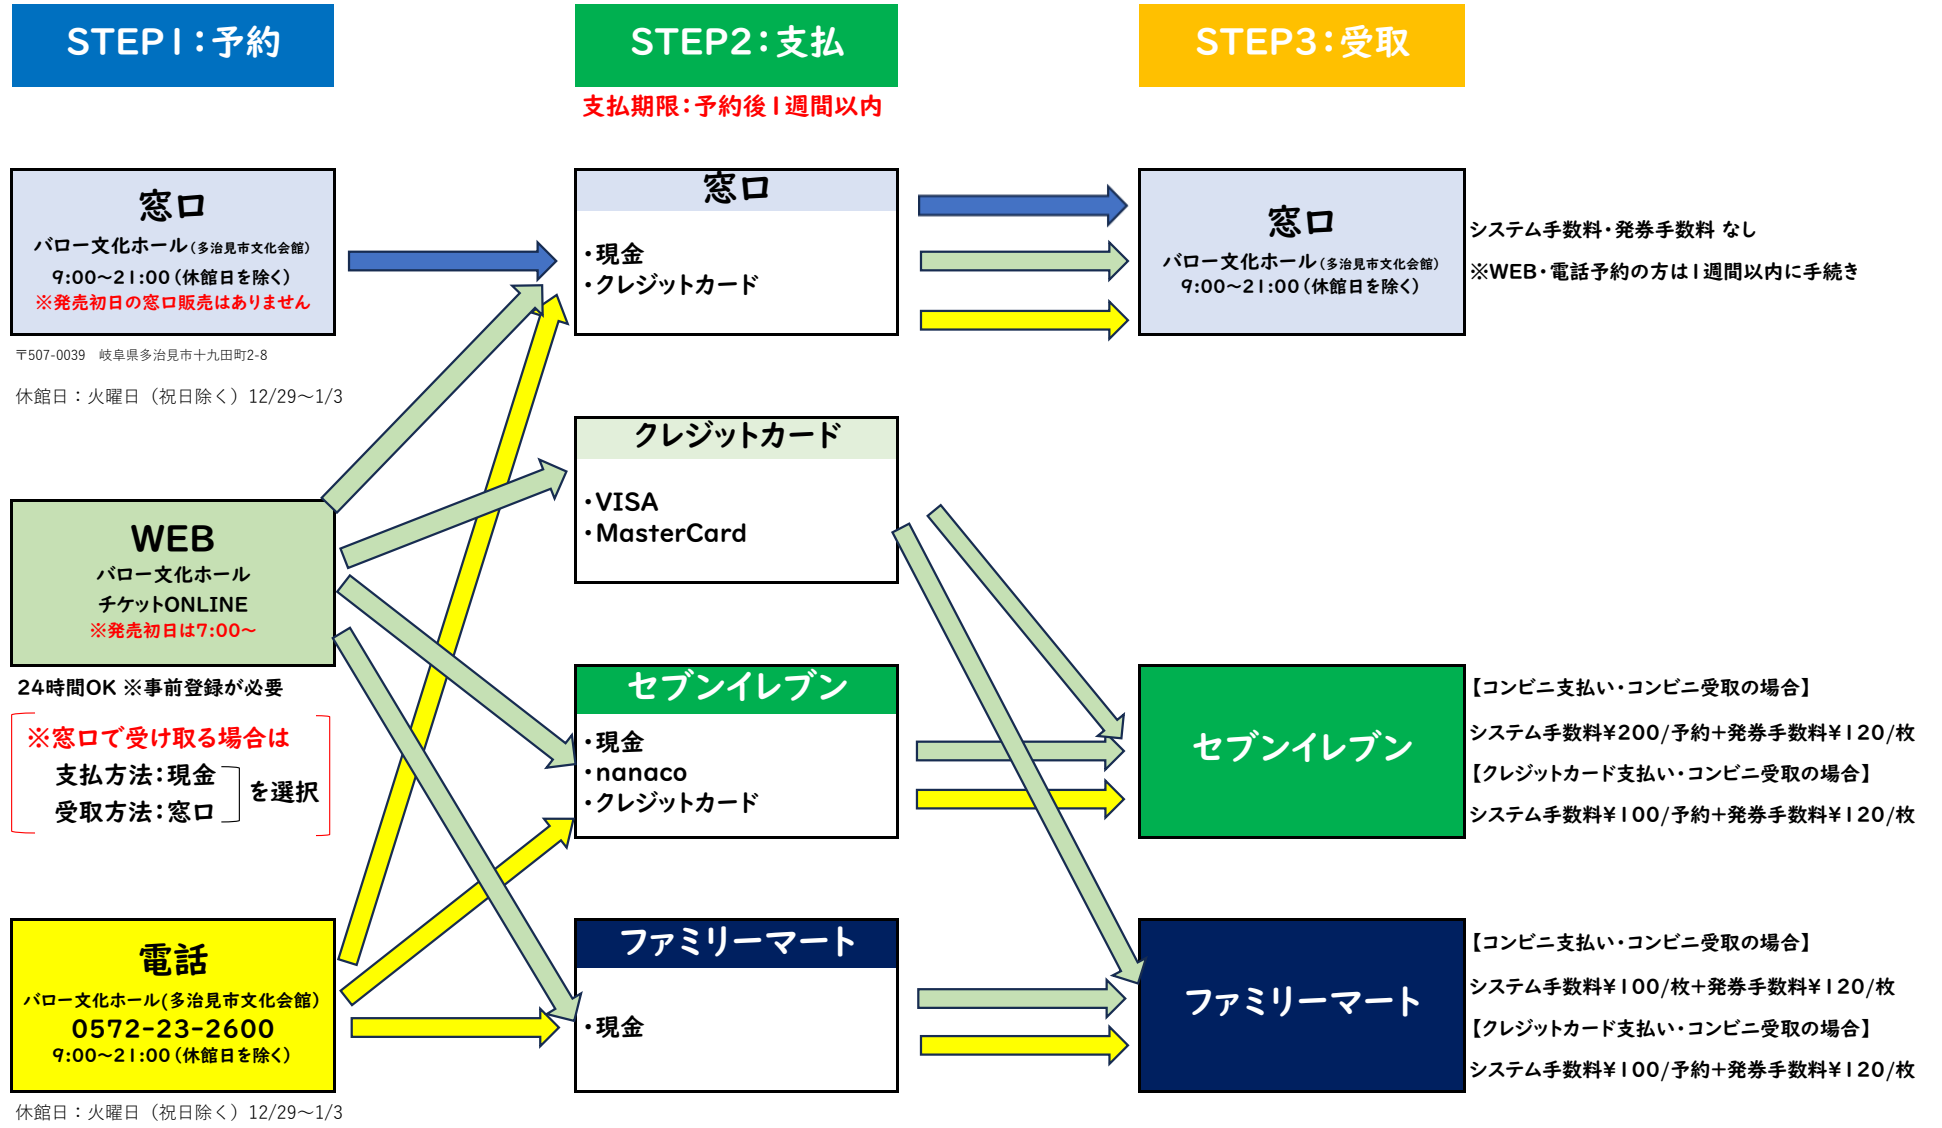 STEP1：予約
STEP2：支払
STEP3：受取
支払期限：予約後1週間以内
窓口
バロー文化ホール（多治見市文化会館）
9:00～21:00（休館日を除く）
※発売初日の窓口販売はありません
〒507-0039　岐阜県多治見市十九田町2-8
休館日：火曜日（祝日除く）12/29～1/3
WEB
バロー文化ホール
チケットONLINE
※発売初日は7:00～
24時間OK ※事前登録が必要
※窓口で受け取る場合は
支払方法：現金
受取方法：窓口
を選択
電話
バロー文化ホール(多治見市文化会館)
0572-23-2600
9:00～21:00（休館日を除く）
休館日：火曜日（祝日除く）12/29～1/3
窓口
・現金
・クレジットカード
クレジットカード
・VISA
・MasterCard
セブンイレブン
・現金
・nanaco
・クレジットカード
ファミリーマート
・現金
窓口
バロー文化ホール（多治見市文化会館）
9:00～21:00（休館日を除く）
システム手数料・発券手数料 なし
※WEB・電話予約の方は1週間以内に手続き
セブンイレブン
【コンビニ支払い・コンビニ受取の場合】
システム手数料¥200/予約＋発券手数料¥120/枚
【クレジットカード支払い・コンビニ受取の場合】
システム手数料¥100/予約＋発券手数料¥120/枚
ファミリーマート
【コンビニ支払い・コンビニ受取の場合】
システム手数料¥100/枚＋発券手数料¥120/枚
【クレジットカード支払い・コンビニ受取の場合】
システム手数料¥100/予約＋発券手数料¥120/枚